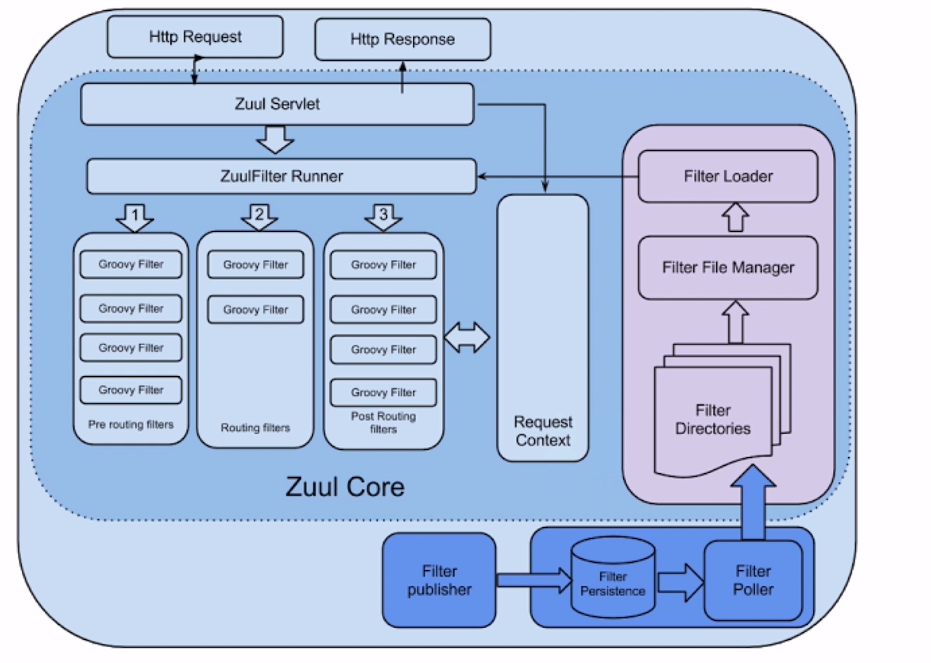 Http Request
Http Response
Zuul Servlet
ZuulFilter Runner
Filter Loader
1
2
3
Groovy Filter
Groovy Filter
Groovy Filter
Groovy Filter
Pre routing filters
Groovy Filter
Groovy Filter
Routing filters
Groovy Filter
Groovy Filter
Groovy Filter
Groovy Filter
Post Routing
filters
Request
Context
Filter File Manager
Filter
Directories
Zuul Core
Filter
publisher
Filter
Persistence
Filter
Poller